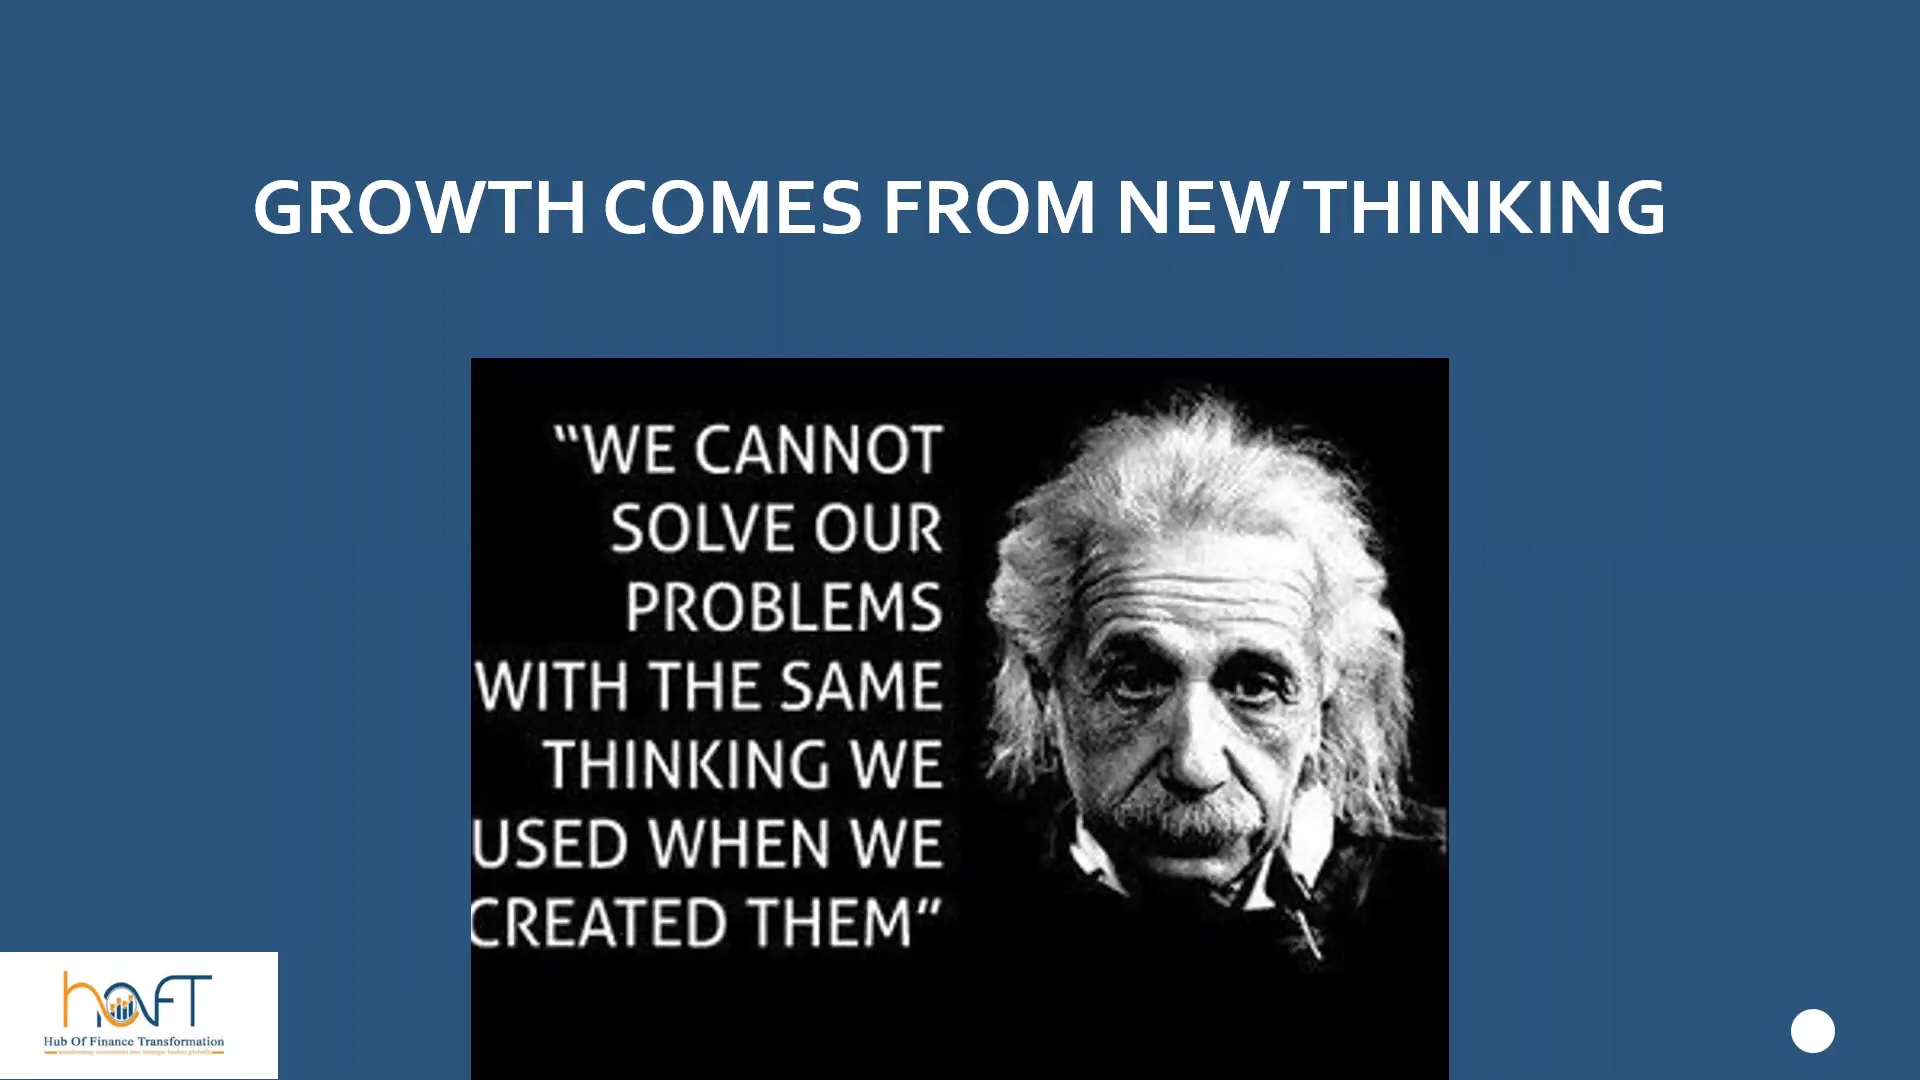 GROWTH COMES FROM NEW THINKING
“WE CANNOT
SOLVE OUR
PROBLEMS
WITH THE SAME
THINKING WE
USED WHEN WE
CREATED THEM”
hofT
Hub Of Finance Transformation